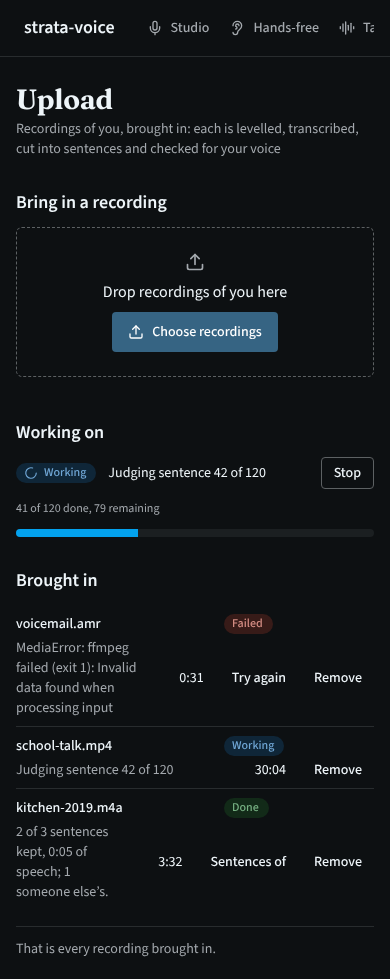 strata-voice Studio Hands-free Ta
Upload
Recordings of you, brought in: each is levelled, transcribed,
cut into sentences and checked for your voice
Bring in a recording
Drop recordings of you here
Choose recordings
Working on
Working Judging sentence 42 of 120 Stop
41 of 120 done, 79 remaining
Brought in
voicemail.amr Failed
MediaError: ffmpeg
failed (exit 1): Invalid
data found when
processing input
0:31 Try again Remove
school-talk.mp4 Working
Judging sentence 42 of 120 30:04 Remove
kitchen-2019.m4a Done
2 of 3 sentences
kept, 0:05 of
speech; 1
someone else's.
3:32 Sentences of Remove
That is every recording brought in.